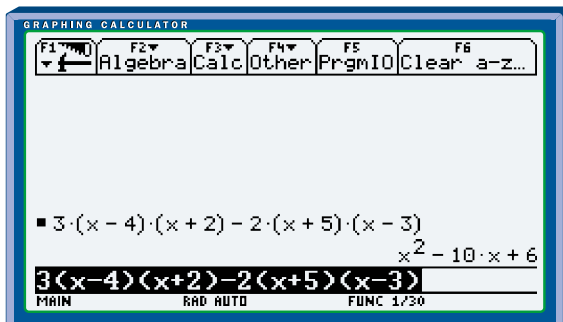 GRAPHING CALCULATOR
F1▼ F2▼ Algebra F3▼ Calc F4▼ Other F5 PrgmIO F6 Clear a-z...
▪ 3·(x − 4)·(x + 2) − 2·(x + 5)·(x − 3)
x² − 10·x + 6
3(x-4)(x+2)-2(x+5)(x-3)
MAIN RAD AUTO FUNC 1/30